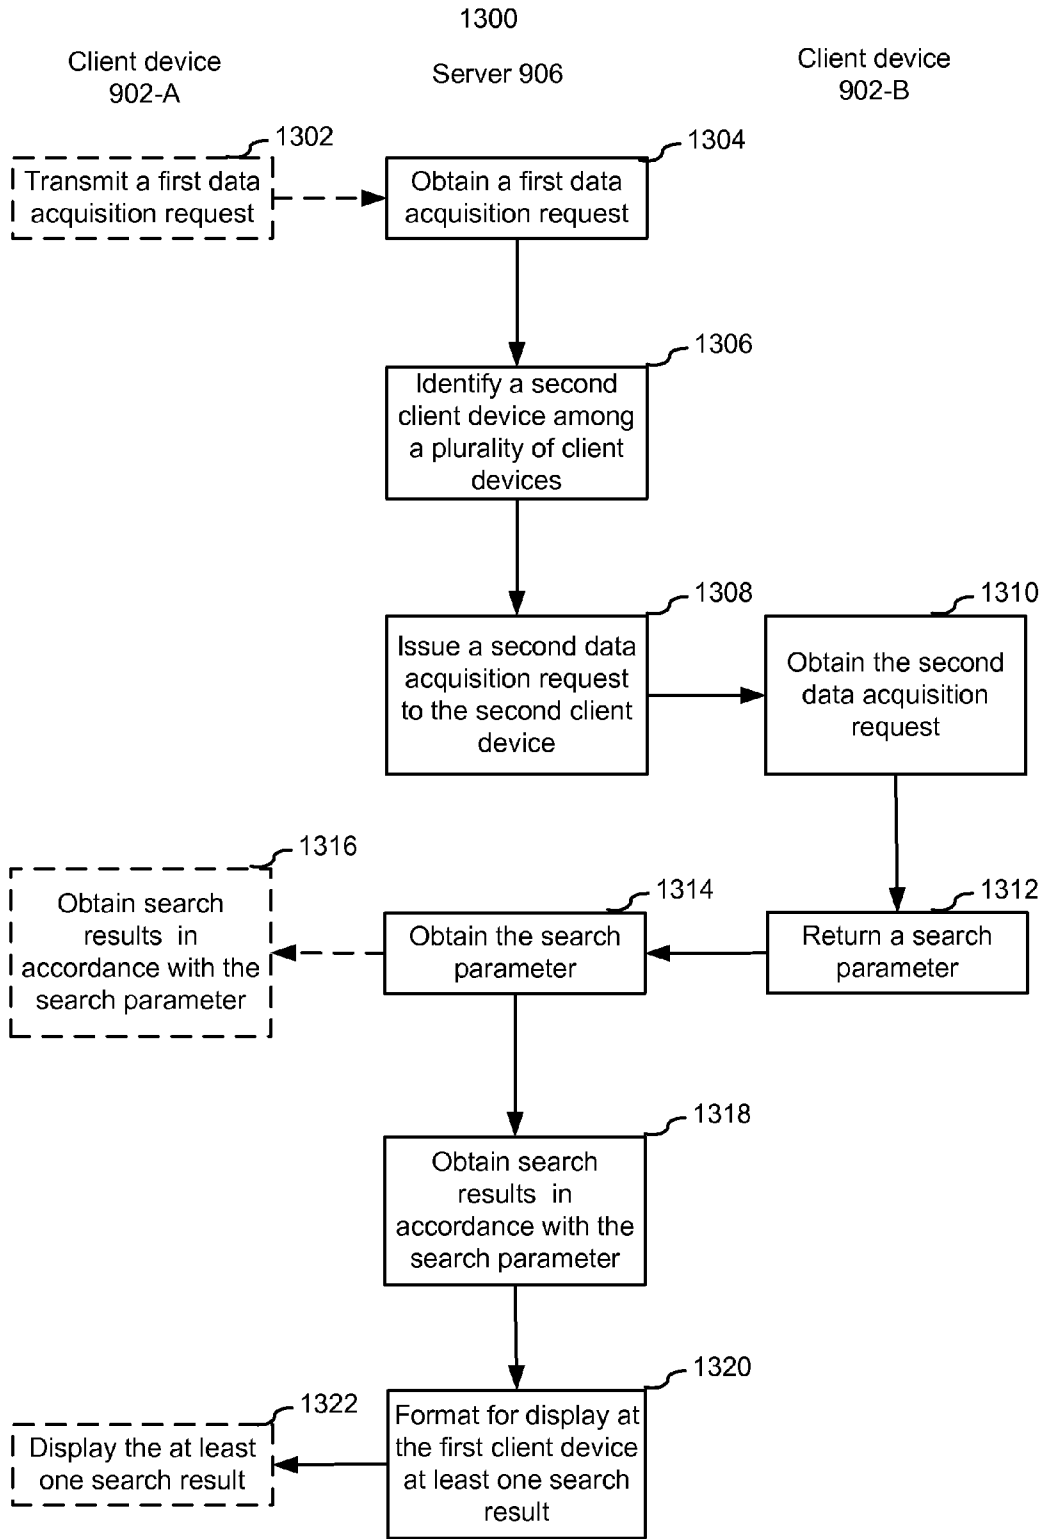 1300
Client device
902-A
Server 906
Client device
902-B
1302
Transmit a first data
acquisition request
1304
Obtain a first data
acquisition request
1306
Identify a second
client device among
a plurality of client
devices
1308
Issue a second data
acquisition request
to the second client
device
1310
Obtain the second
data acquisition
request
1312
Return a search
parameter
1314
Obtain the search
parameter
1316
Obtain search
results in
accordance with the
search parameter
1318
Obtain search
results in
accordance with the
search parameter
1320
Format for display at
the first client device
at least one search
result
1322
Display the at least
one search result